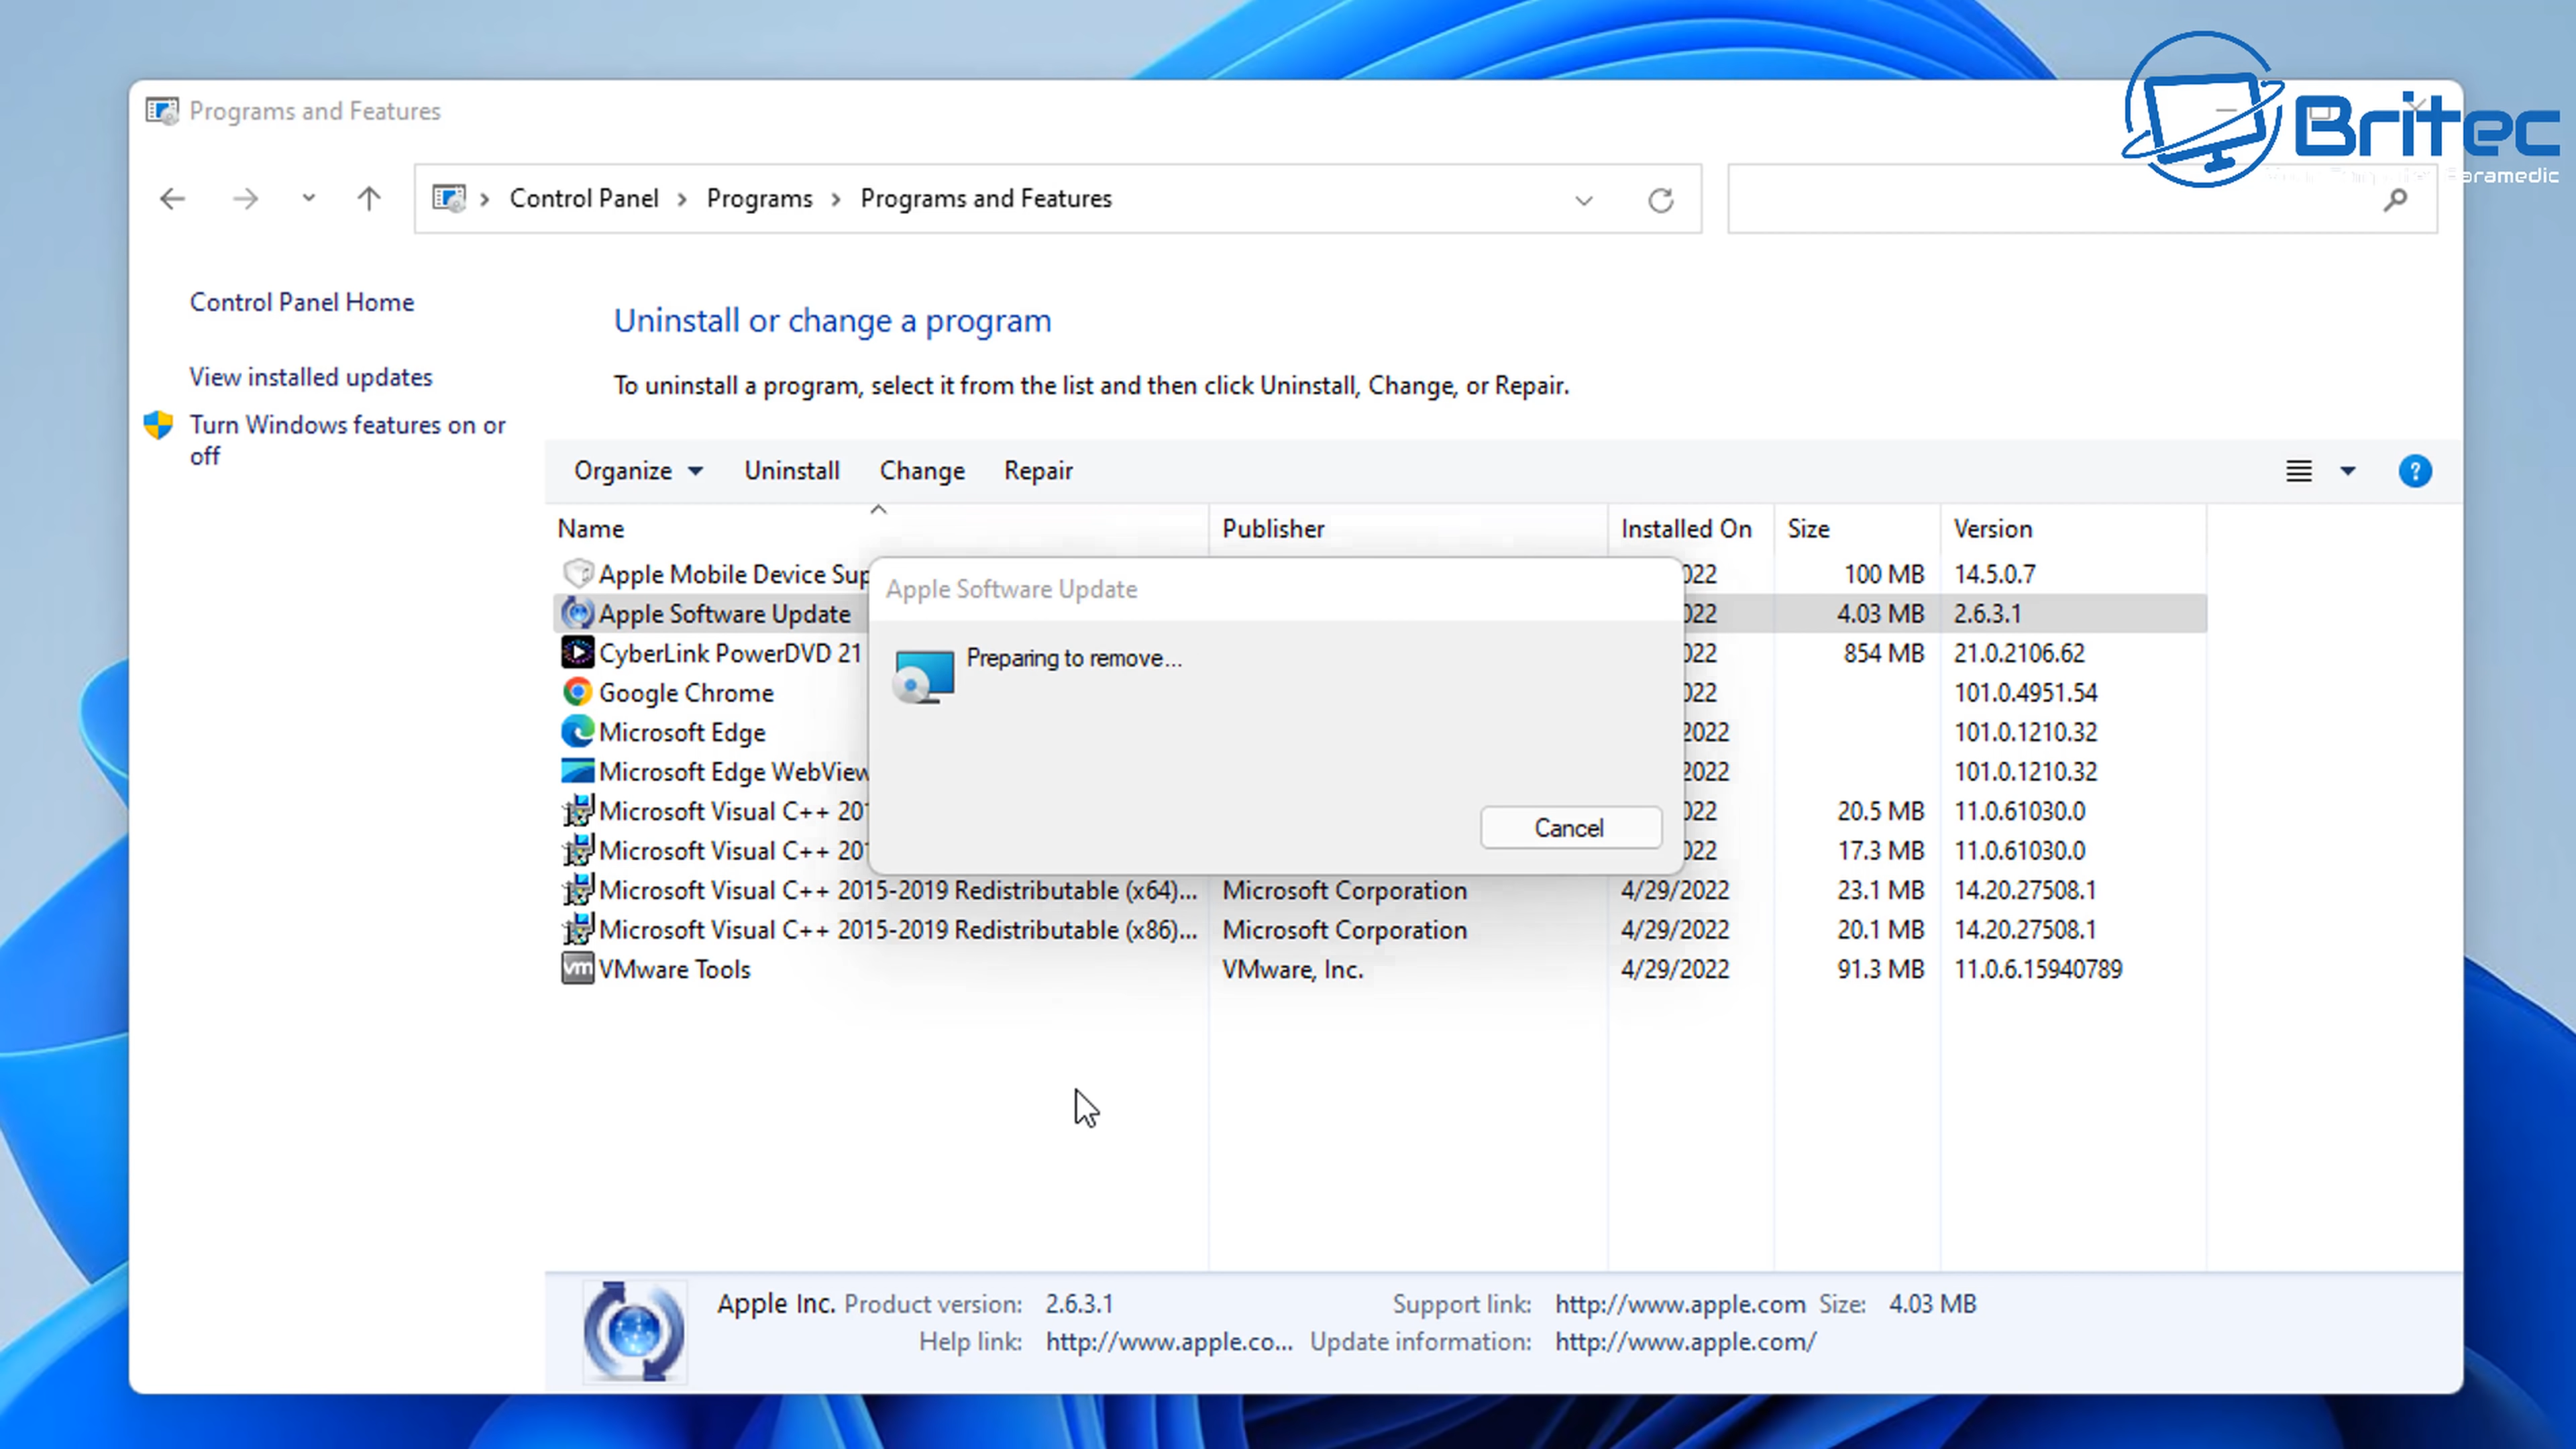 Programs and Features
Britec
Paramedic
Control Panel Programs Programs and Features
Control Panel Home
View installed updates
Turn Windows features on or
off
Uninstall or change a program
To uninstall a program, select it from the list and then click Uninstall, Change, or Repair.
Organize Uninstall Change Repair
Name Publisher Installed On Size Version
Apple Mobile Device Sup 022 100 MB 14.5.0.7
Apple Software Update 022 4.03 MB 2.6.3.1
CyberLink PowerDVD 21 022 854 MB 21.0.2106.62
Google Chrome 022 101.0.4951.54
Microsoft Edge 2022 101.0.1210.32
Microsoft Edge WebView 2022 101.0.1210.32
Microsoft Visual C++ 201 022 20.5 MB 11.0.61030.0
Microsoft Visual C++ 201 022 17.3 MB 11.0.61030.0
Microsoft Visual C++ 2015-2019 Redistributable (x64)... Microsoft Corporation 4/29/2022 23.1 MB 14.20.27508.1
Microsoft Visual C++ 2015-2019 Redistributable (x86)... Microsoft Corporation 4/29/2022 20.1 MB 14.20.27508.1
vm VMware Tools VMware, Inc. 4/29/2022 91.3 MB 11.0.6.15940789
Apple Software Update
Preparing to remove...
Cancel
Apple Inc. Product version: 2.6.3.1 Support link: http://www.apple.com Size: 4.03 MB
Help link: http://www.apple.co... Update information: http://www.apple.com/